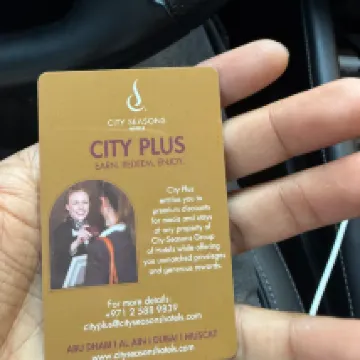 CITY SEASONS
HOTELS
CITY PLUS
EARN. REDEEM. ENJOY.
City Plus
entitles you to
premium discounts
for meals and stays
at any property of
City Seasons Group
of Hotels while offering
you unmatched privileges
and generous rewards.
For more details:
+971 2 581 9839
cityplus@cityseasonshotels.com
ABU DHABI I AL AIN I DUBAI I MUSCAT
www.cityseasonshotels.com